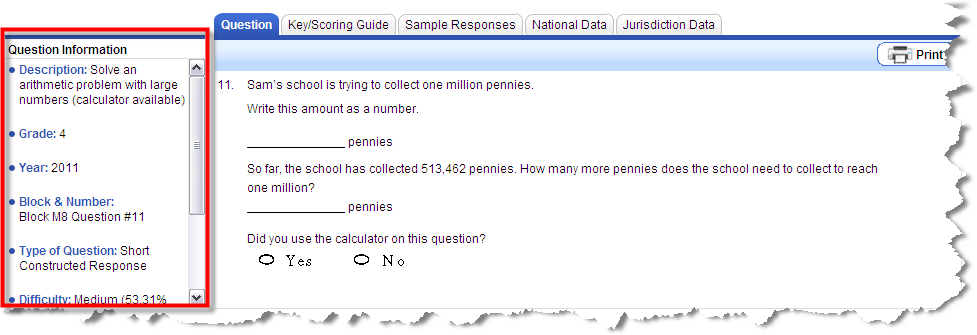 Question Key/Scoring Guide Sample Responses National Data Jurisdiction Data
Print
Question Information
• Description: Solve an
arithmetic problem with large
numbers (calculator available)
• Grade: 4
• Year: 2011
• Block & Number:
Block M8 Question #11
• Type of Question: Short
Constructed Response
• Difficulty: Medium (53.31%
11. Sam's school is trying to collect one million pennies.
Write this amount as a number.
______________ pennies
So far, the school has collected 513,462 pennies. How many more pennies does the school need to collect to reach
one million?
______________ pennies
Did you use the calculator on this question?
Yes No